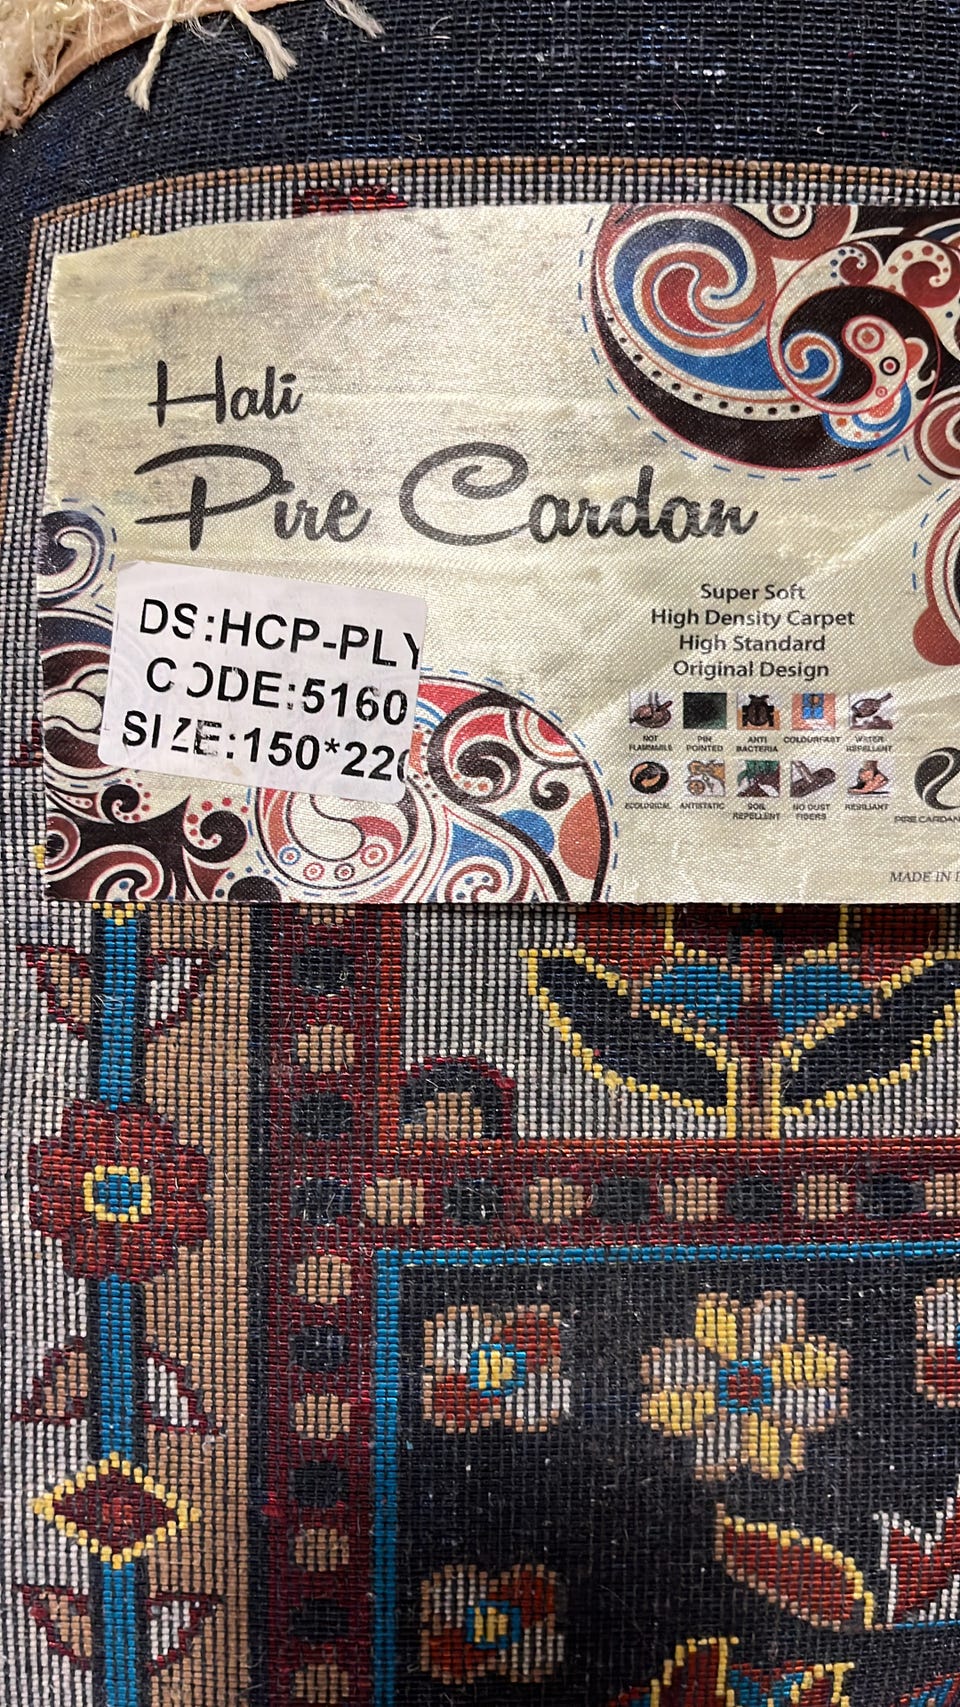 Hali
Pire Cardan
DS:HCP-PLY
CODE:5160
SIZE:150*220
Super Soft
High Density Carpet
High Standard
Original Design
NOT FLAMMABLE
PIN POINTED
ANTI BACTERIA
COLOURFAST
WATER REPELLENT
ECOLOGICAL
ANTISTATIC
SOIL REPELLENT
NO DUST FIBERS
RESILIANT
PIRE CARDAN
MADE IN